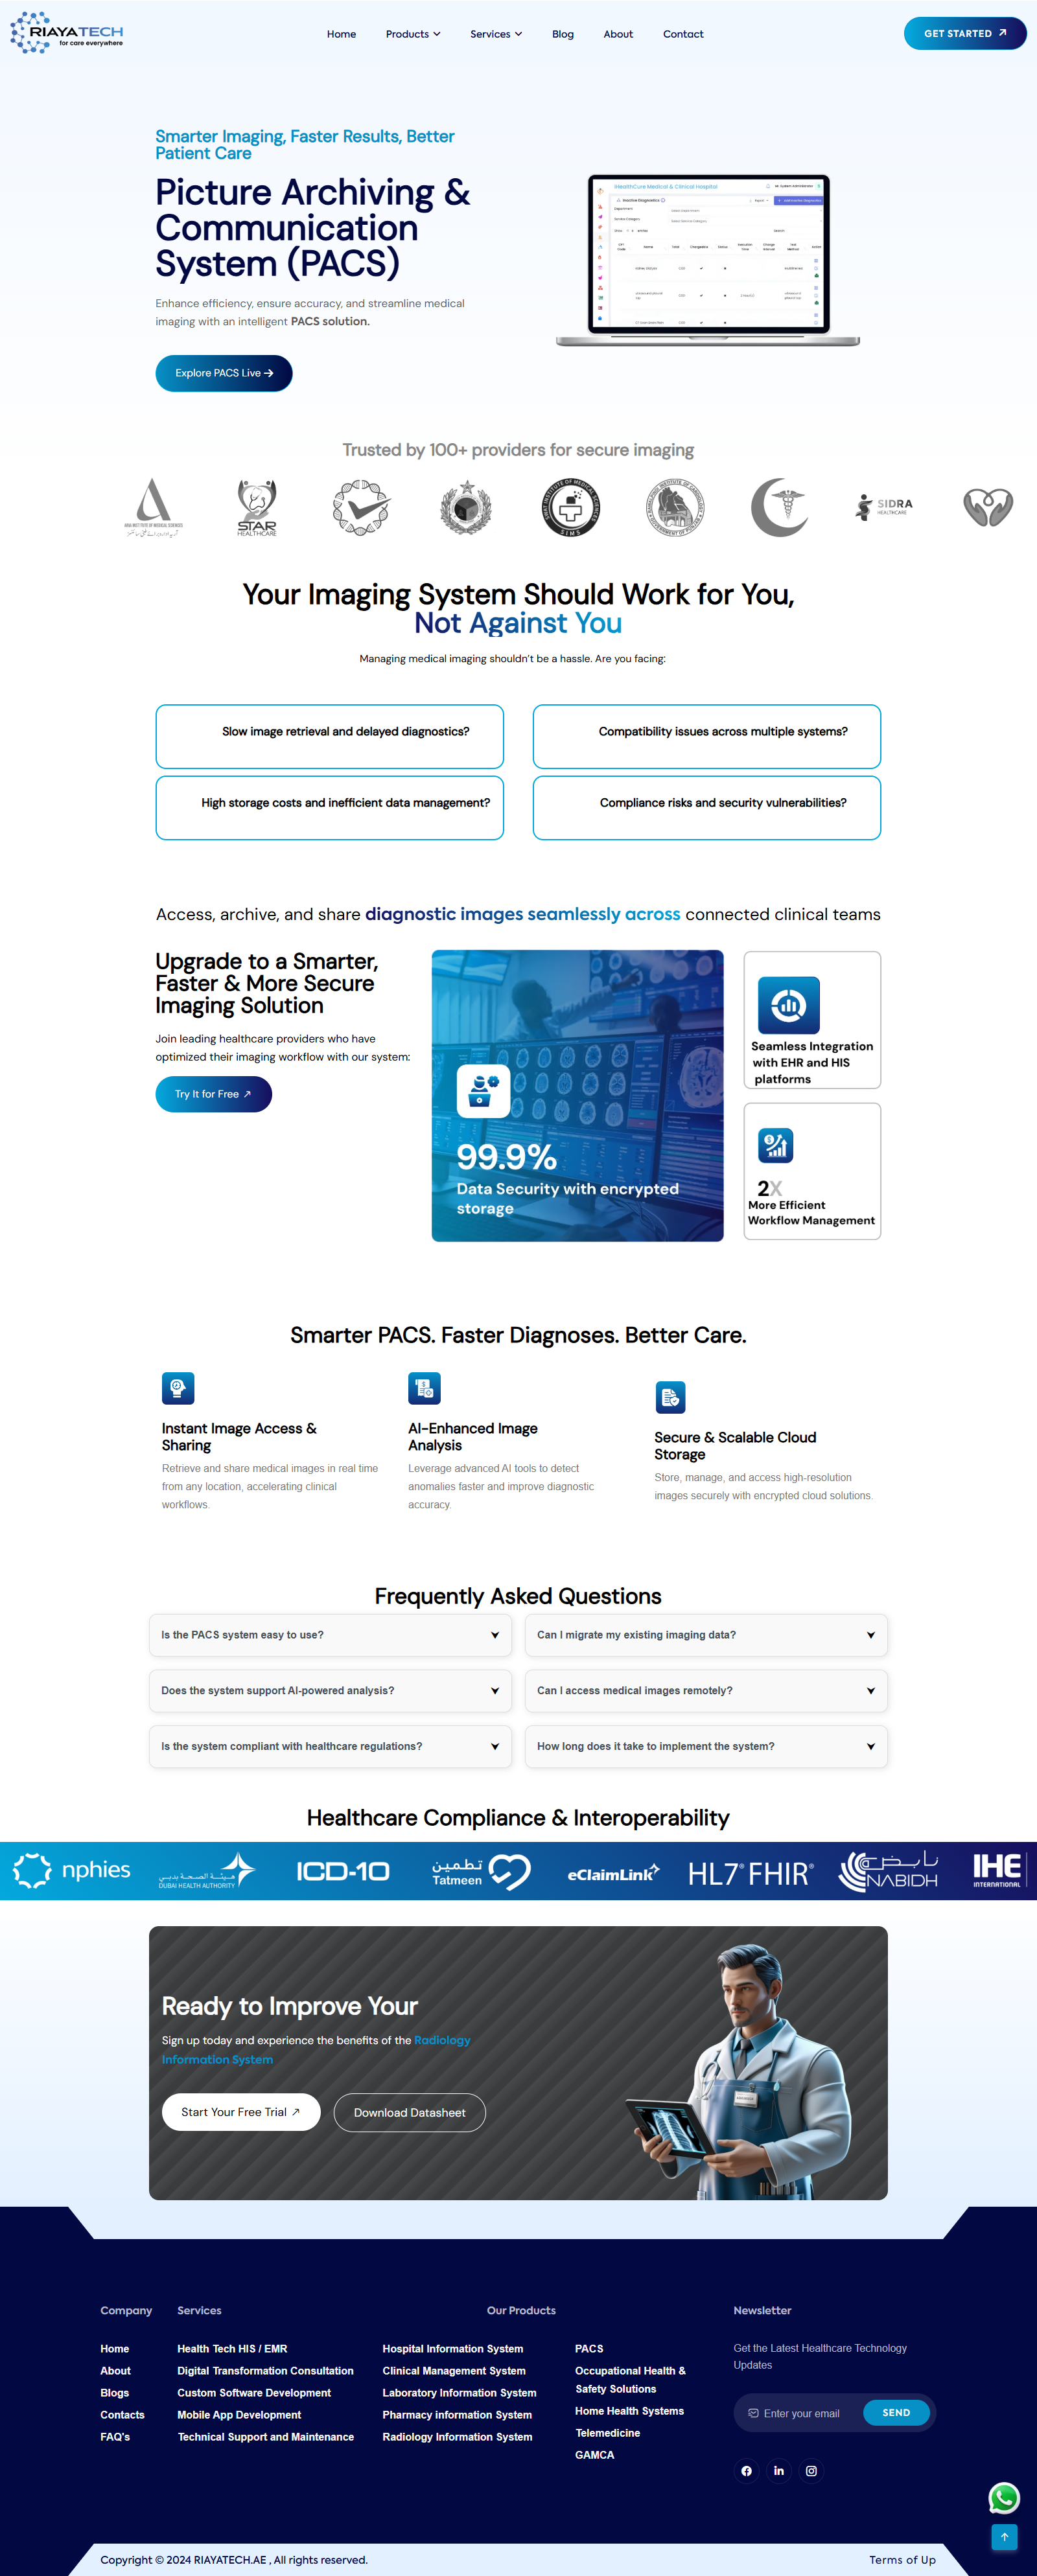 RIAYATECH
for care everywhere
Home
Products
Services
Blog
About
Contact
GET STARTED
Smarter Imaging, Faster Results, Better
Patient Care
Picture Archiving &
Communication
System (PACS)
Enhance efficiency, ensure accuracy, and streamline medical
imaging with an intelligent PACS solution.
Explore PACS Live
iHealthCure Medical & Clinical Hospital
Inactive Diagnostics
Department
Service Category
Trusted by 100+ providers for secure imaging
STAR
HEALTHCARE
SIMS
SIDRA
HEALTHCARE
Your Imaging System Should Work for You,
Not Against You
Managing medical imaging shouldn't be a hassle. Are you facing:
Slow image retrieval and delayed diagnostics?
Compatibility issues across multiple systems?
High storage costs and inefficient data management?
Compliance risks and security vulnerabilities?
Access, archive, and share diagnostic images seamlessly across connected clinical teams
Upgrade to a Smarter,
Faster & More Secure
Imaging Solution
Join leading healthcare providers who have
optimized their imaging workflow with our system:
Try It for Free
99.9%
Data Security with encrypted
storage
Seamless Integration
with EHR and HIS
platforms
2X
More Efficient
Workflow Management
Smarter PACS. Faster Diagnoses. Better Care.
Instant Image Access &
Sharing
Retrieve and share medical images in real time
from any location, accelerating clinical
workflows.
AI-Enhanced Image
Analysis
Leverage advanced AI tools to detect
anomalies faster and improve diagnostic
accuracy.
Secure & Scalable Cloud
Storage
Store, manage, and access high-resolution
images securely with encrypted cloud solutions.
Frequently Asked Questions
Is the PACS system easy to use?
Can I migrate my existing imaging data?
Does the system support AI-powered analysis?
Can I access medical images remotely?
Is the system compliant with healthcare regulations?
How long does it take to implement the system?
Healthcare Compliance & Interoperability
nphies
هيئة الصحة بدبي
DUBAI HEALTH AUTHORITY
ICD-10
تطمين
Tatmeen
eClaimLink
HL7® FHIR®
نابض
NABIDH
IHE
INTERNATIONAL
Ready to Improve Your
Sign up today and experience the benefits of the Radiology
Information System
Start Your Free Trial
Download Datasheet
Company
Home
About
Blogs
Contacts
FAQ's
Services
Health Tech HIS / EMR
Digital Transformation Consultation
Custom Software Development
Mobile App Development
Technical Support and Maintenance
Our Products
Hospital Information System
Clinical Management System
Laboratory Information System
Pharmacy information System
Radiology Information System
PACS
Occupational Health &
Safety Solutions
Home Health Systems
Telemedicine
GAMCA
Newsletter
Get the Latest Healthcare Technology
Updates
Enter your email
SEND
Copyright © 2024 RIAYATECH.AE , All rights reserved.
Terms of Up